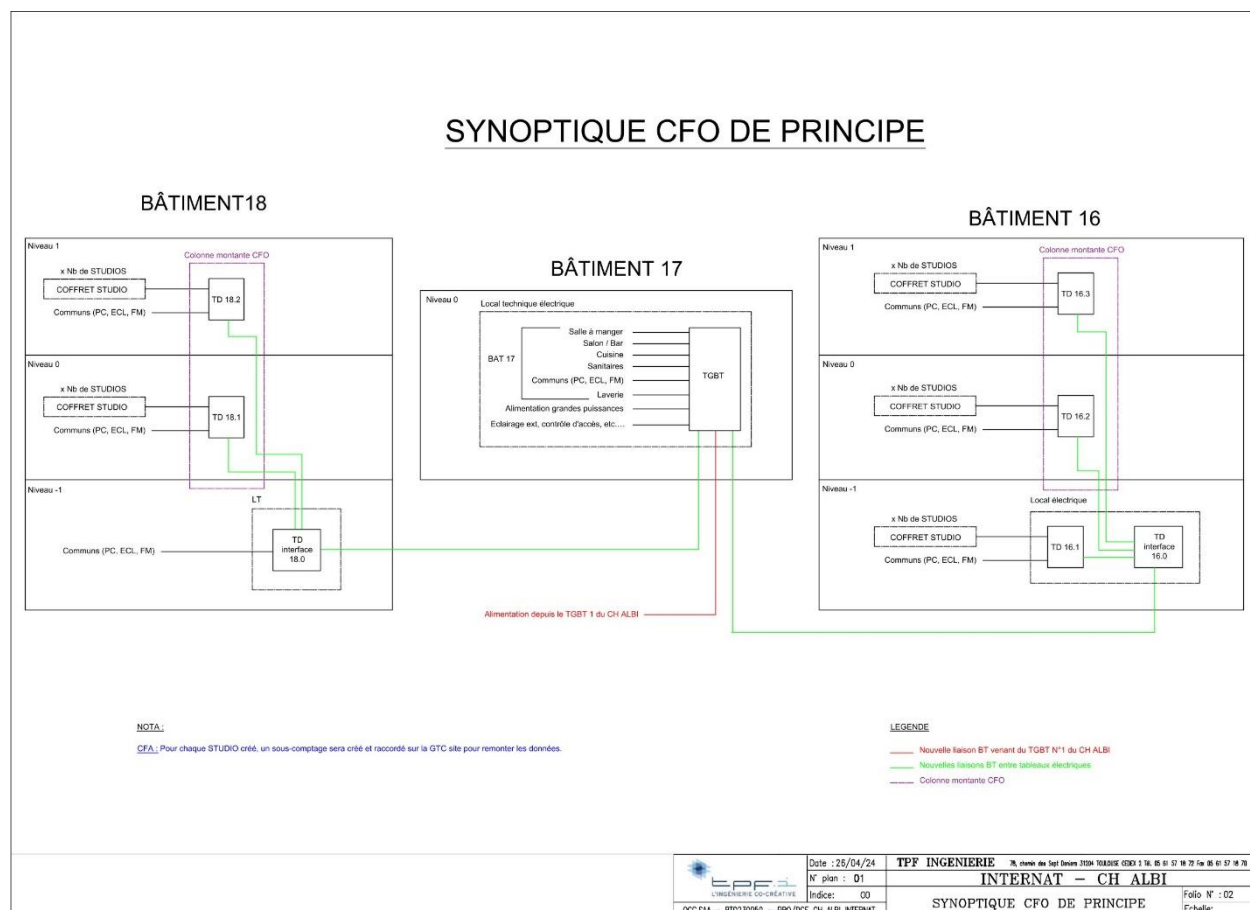 SYNOPTIQUE CFO DE PRINCIPE
BÂTIMENT18
Niveau 1
Colonne montante CFO
x Nb de STUDIOS
COFFRET STUDIO
TD 18.2
Communs (PC, ECL, FM)
Niveau 0
x Nb de STUDIOS
COFFRET STUDIO
TD 18.1
Communs (PC, ECL, FM)
Niveau -1
LT
TD
interface
18.0
Communs (PC, ECL, FM)
BÂTIMENT 17
Niveau 0
Local technique électrique
BAT 17
Salle à manger
Salon / Bar
Cuisine
Sanitaires
Communs (PC, ECL, FM)
Laverie
Alimentation grandes puissances
Eclairage ext, contrôle d'accès, etc....
TGBT
Alimentation depuis le TGBT 1 du CH ALBI
BÂTIMENT 16
Niveau 1
Colonne montante CFO
x Nb de STUDIOS
COFFRET STUDIO
TD 16.3
Communs (PC, ECL, FM)
Niveau 0
x Nb de STUDIOS
COFFRET STUDIO
TD 16.2
Communs (PC, ECL, FM)
Niveau -1
Local électrique
x Nb de STUDIOS
COFFRET STUDIO
TD 16.1
Communs (PC, ECL, FM)
TD
interface
16.0
NOTA :
CFA : Pour chaque STUDIO créé, un sous-comptage sera créé et raccordé sur la GTC site pour remonter les données.
LEGENDE
Nouvelle liaison BT venant du TGBT N°1 du CH ALBI
Nouvelles liaisons BT entre tableaux électriques
Colonne montante CFO
L'INGÉNIERIE CO-CRÉATIVE
Date : 26/04/24
N° plan : 01
Indice: 00
TPF INGENIERIE
INTERNAT - CH ALBI
SYNOPTIQUE CFO DE PRINCIPE
Folio N° : 02
Echelle: